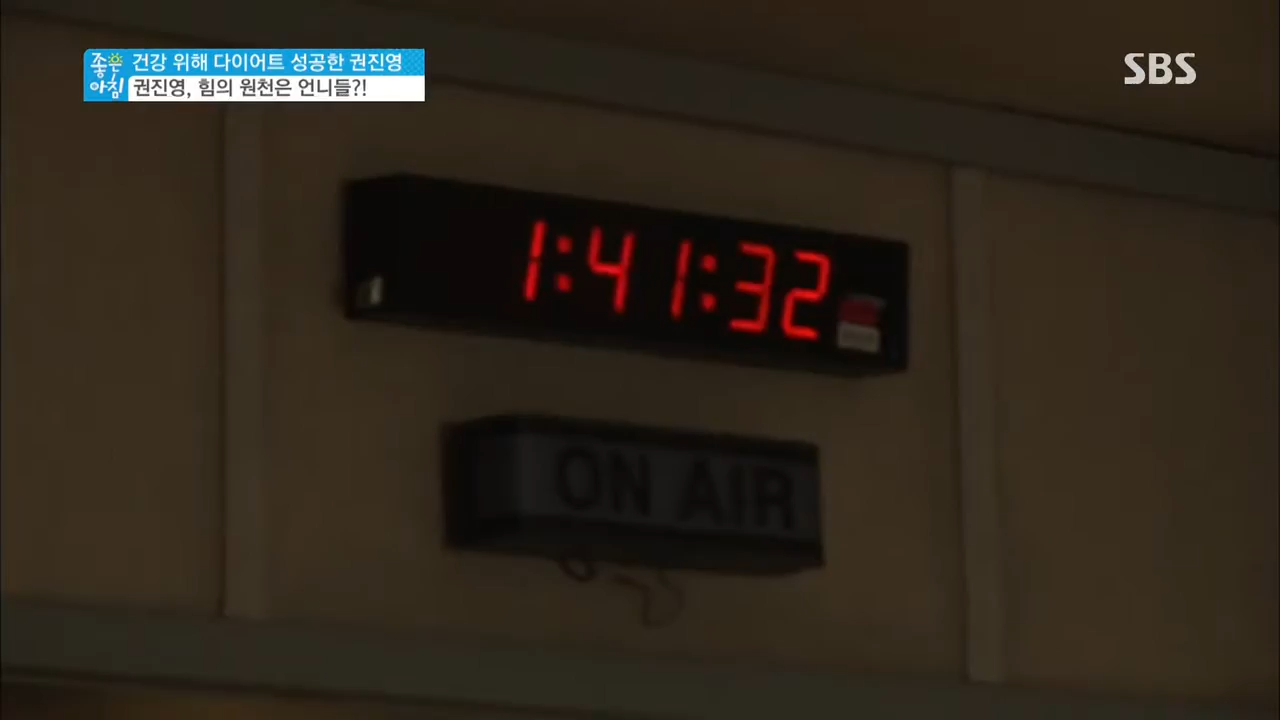 좋은
아침
건강 위해 다이어트 성공한 권진영
권진영, 힘의 원천은 언니들?!
SBS
1:41:32
ON AIR